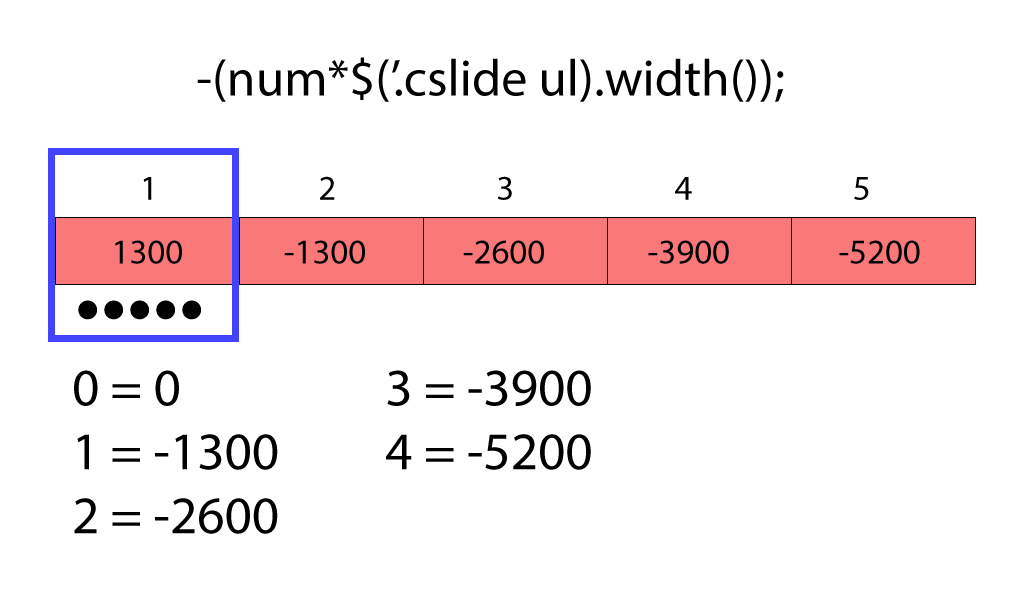 -(num*$(’.cslide ul).width());
1 2 3 4 5
1300 -1300 -2600 -3900 -5200
0 = 0 3 = -3900
1 = -1300 4 = -5200
2 = -2600